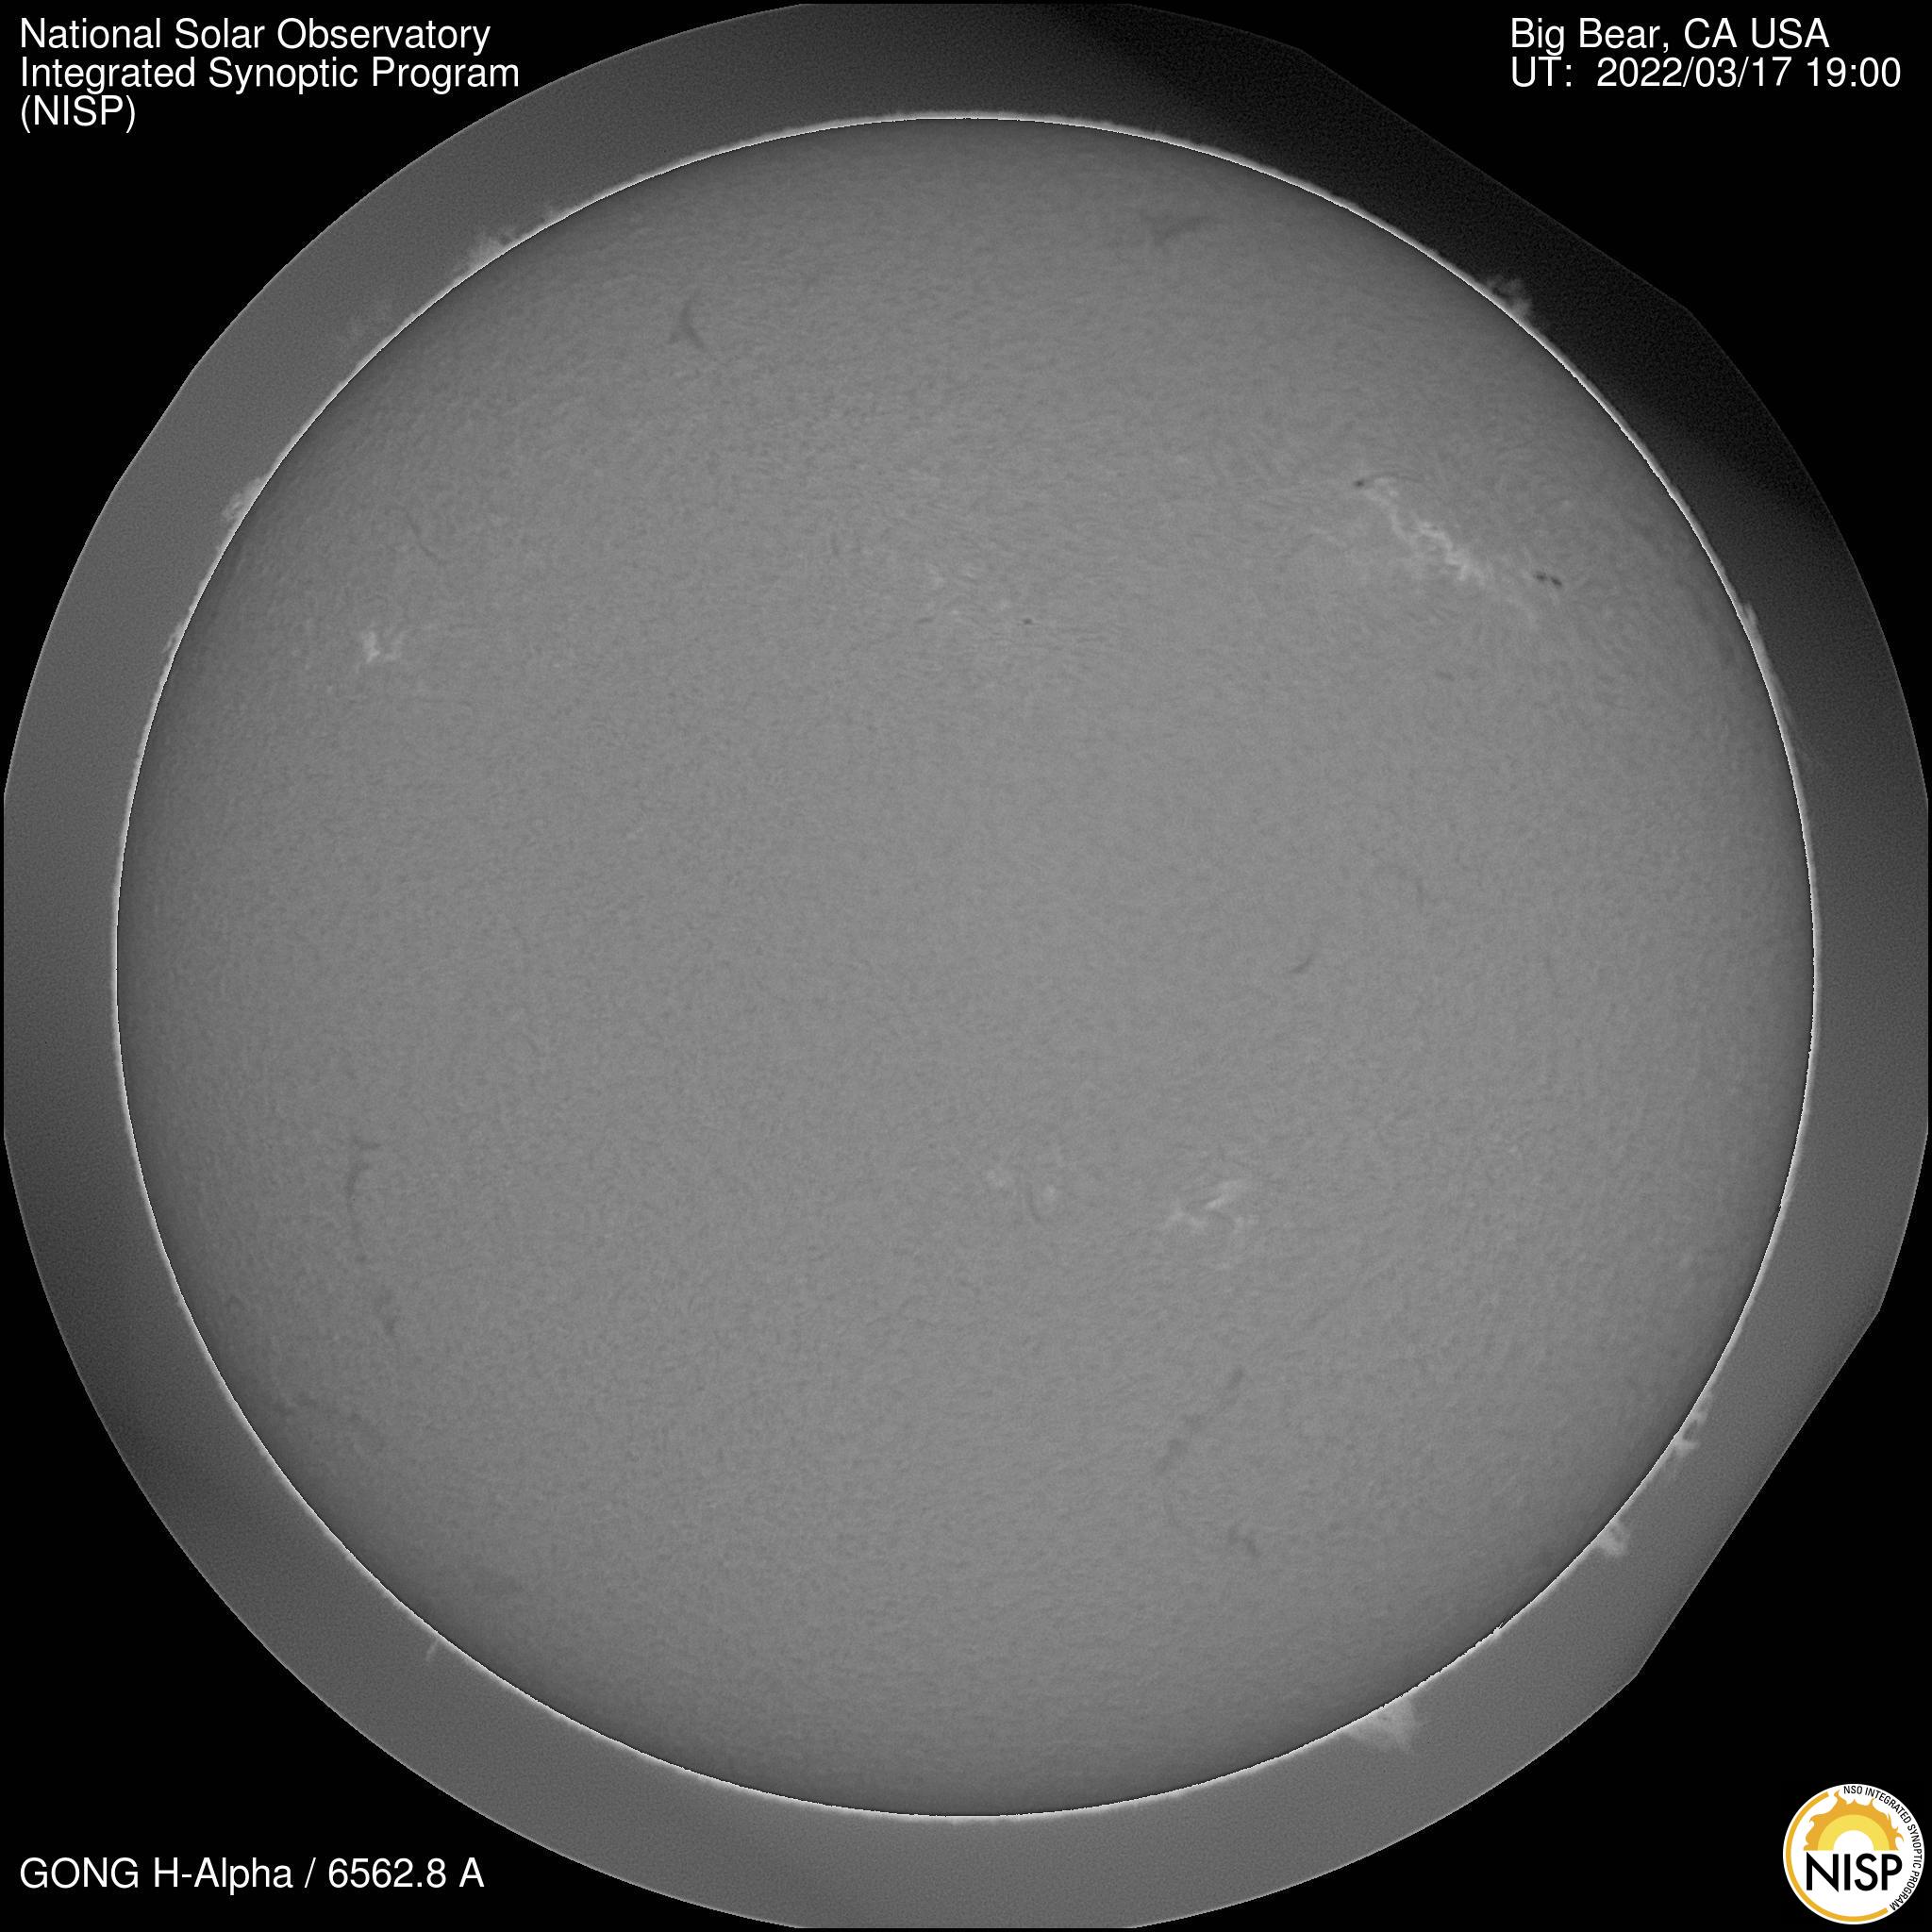 National Solar Observatory
Integrated Synoptic Program
(NISP)
Big Bear, CA USA
UT: 2022/03/17 19:00
GONG H-Alpha / 6562.8 A
NSO INTEGRATED SYNOPTIC PROGRAM
NISP